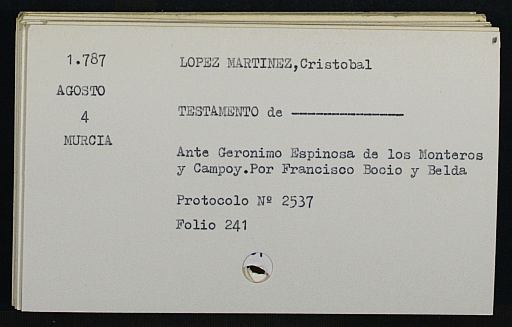 1.787
AGOSTO
4
MURCIA
LOPEZ MARTINEZ,Cristobal
TESTAMENTO de ----------------
Ante Geronimo Espinosa de los Monteros
y Campoy.Por Francisco Bocio y Belda
Protocolo Nº 2537
Folio 241